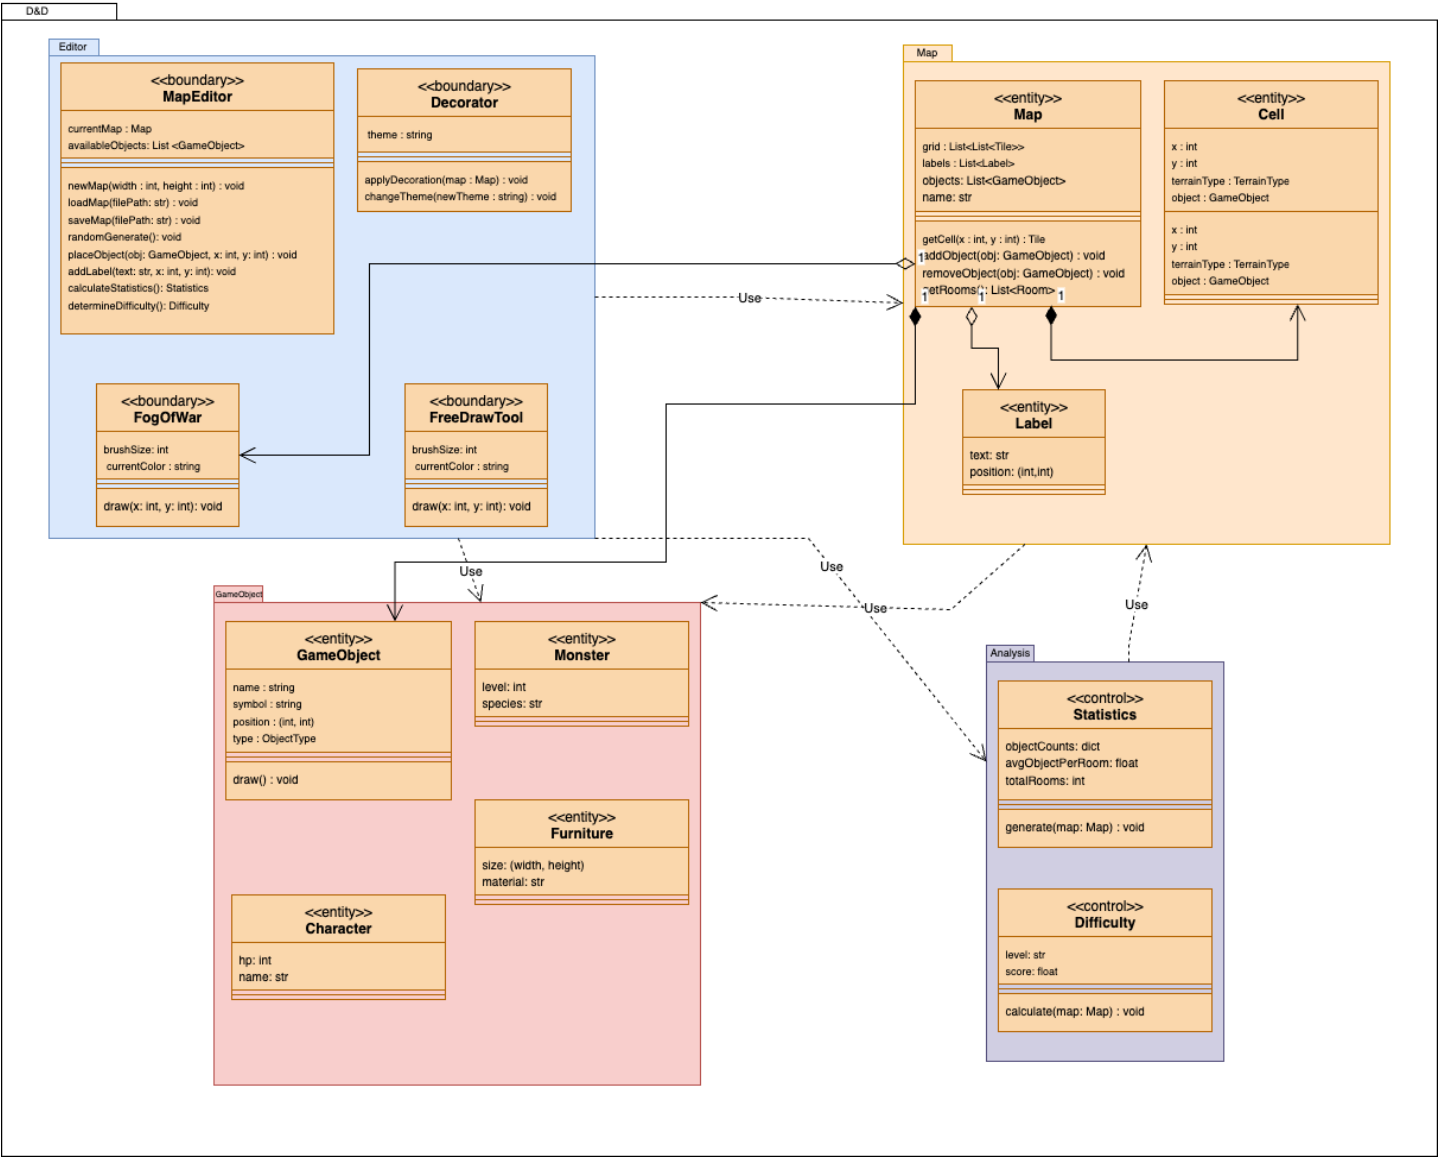 D&D
Editor
<<boundary>>
MapEditor
currentMap : Map
availableObjects: List <GameObject>
newMap(width : int, height : int) : void
loadMap(filePath: str) : void
saveMap(filePath: str) : void
randomGenerate(): void
placeObject(obj: GameObject, x: int, y: int) : void
addLabel(text: str, x: int, y: int): void
calculateStatistics(): Statistics
determineDifficulty(): Difficulty
<<boundary>>
Decorator
theme : string
applyDecoration(map : Map) : void
changeTheme(newTheme : string) : void
<<boundary>>
FogOfWar
brushSize: int
currentColor : string
draw(x: int, y: int): void
<<boundary>>
FreeDrawTool
brushSize: int
currentColor : string
draw(x: int, y: int): void
Use
Map
<<entity>>
Map
grid : List<List<Tile>>
labels : List<Label>
objects: List<GameObject>
name: str
getCell(x : int, y : int) : Tile
1
addObject(obj: GameObject) : void
removeObject(obj: GameObject) : void
getRooms(): List<Room>
1
1
1
<<entity>>
Cell
x : int
y : int
terrainType : TerrainType
object : GameObject
x : int
y : int
terrainType : TerrainType
object : GameObject
<<entity>>
Label
text: str
position: (int,int)
Use
Use
Use
Use
GameObject
<<entity>>
GameObject
name : string
symbol : string
position : (int, int)
type : ObjectType
draw() : void
<<entity>>
Monster
level: int
species: str
<<entity>>
Furniture
size: (width, height)
material: str
<<entity>>
Character
hp: int
name: str
Analysis
<<control>>
Statistics
objectCounts: dict
avgObjectPerRoom: float
totalRooms: int
generate(map: Map) : void
<<control>>
Difficulty
level: str
score: float
calculate(map: Map) : void